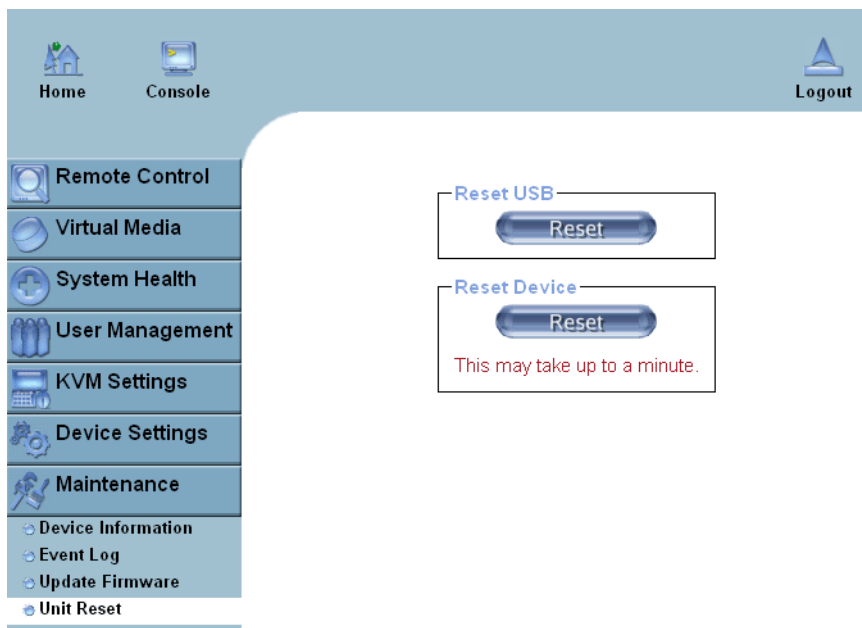 Home
Console
Logout
Remote Control
Virtual Media
System Health
User Management
KVM Settings
Device Settings
Maintenance
Device Information
Event Log
Update Firmware
Unit Reset
Reset USB
Reset
Reset Device
Reset
This may take up to a minute.